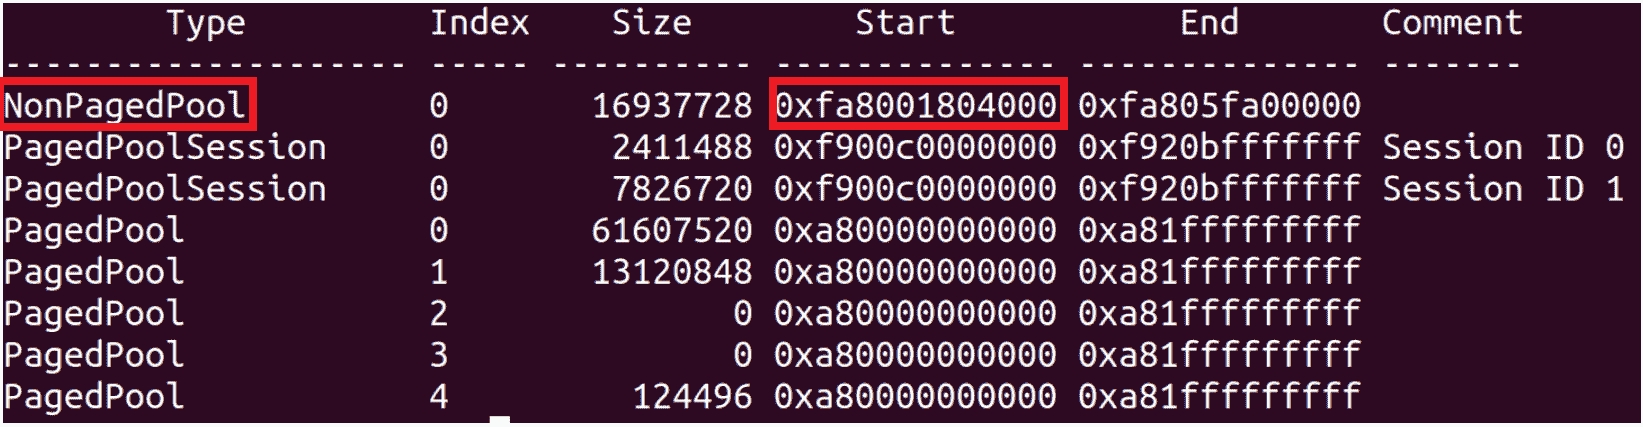 Type Index Size Start End Comment
-------------------- ----- ---------- -------------- -------------- -------
NonPagedPool 0 16937728 0xfa8001804000 0xfa805fa00000
PagedPoolSession 0 2411488 0xf900c0000000 0xf920bfffffff Session ID 0
PagedPoolSession 0 7826720 0xf900c0000000 0xf920bfffffff Session ID 1
PagedPool 0 61607520 0xa80000000000 0xa81fffffffff
PagedPool 1 13120848 0xa80000000000 0xa81fffffffff
PagedPool 2 0 0xa80000000000 0xa81fffffffff
PagedPool 3 0 0xa80000000000 0xa81fffffffff
PagedPool 4 124496 0xa80000000000 0xa81fffffffff